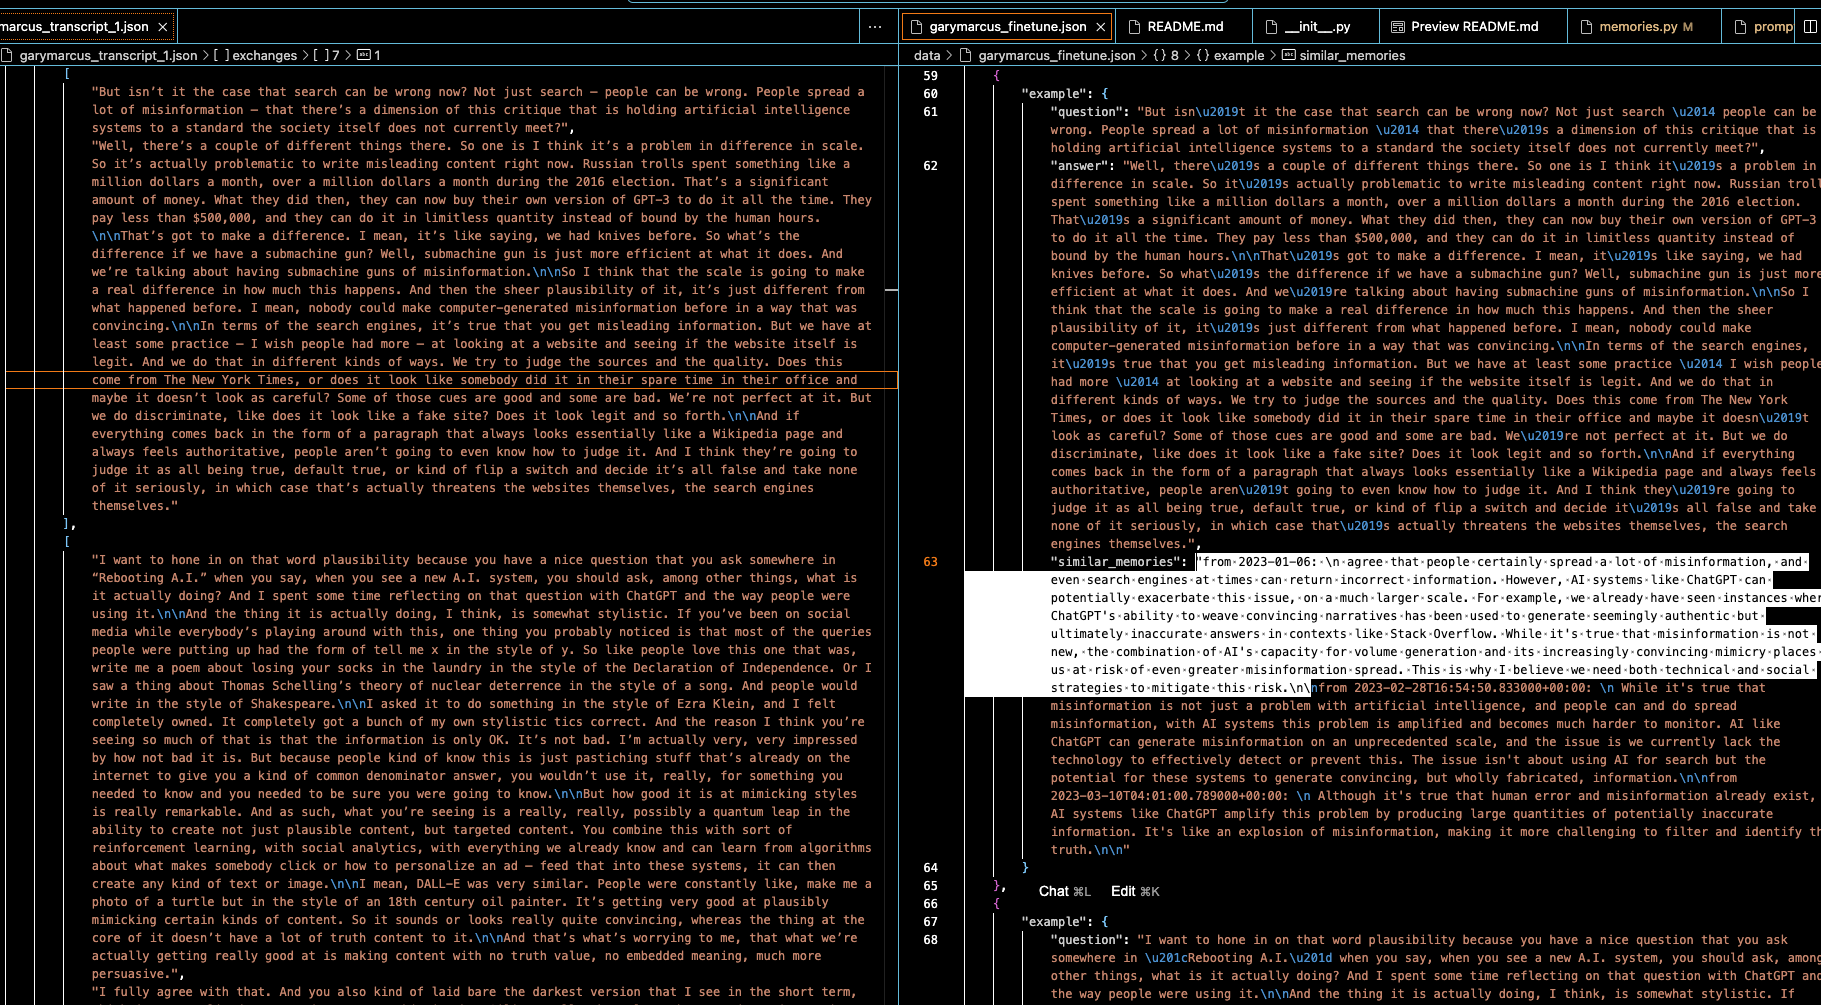 marcus_transcript_1.json ×
...
garymarcus_finetune.json ×
README.md
__init__.py
Preview README.md
memories.py M
promp
garymarcus_transcript_1.json > [ ] exchanges > [ ] 7 > abc 1
[
"But isn’t it the case that search can be wrong now? Not just search — people can be wrong. People spread a
lot of misinformation — that there’s a dimension of this critique that is holding artificial intelligence
systems to a standard the society itself does not currently meet?",
"Well, there’s a couple of different things there. So one is I think it’s a problem in difference in scale.
So it’s actually problematic to write misleading content right now. Russian trolls spent something like a
million dollars a month, over a million dollars a month during the 2016 election. That’s a significant
amount of money. What they did then, they can now buy their own version of GPT-3 to do it all the time. They
pay less than $500,000, and they can do it in limitless quantity instead of bound by the human hours.
\n\nThat’s got to make a difference. I mean, it’s like saying, we had knives before. So what’s the
difference if we have a submachine gun? Well, submachine gun is just more efficient at what it does. And
we’re talking about having submachine guns of misinformation.\n\nSo I think that the scale is going to make
a real difference in how much this happens. And then the sheer plausibility of it, it’s just different from
what happened before. I mean, nobody could make computer-generated misinformation before in a way that was
convincing.\n\nIn terms of the search engines, it’s true that you get misleading information. But we have at
least some practice — I wish people had more — at looking at a website and seeing if the website itself is
legit. And we do that in different kinds of ways. We try to judge the sources and the quality. Does this
come from The New York Times, or does it look like somebody did it in their spare time in their office and
maybe it doesn’t look as careful? Some of those cues are good and some are bad. We’re not perfect at it. But
we do discriminate, like does it look like a fake site? Does it look legit and so forth.\n\nAnd if
everything comes back in the form of a paragraph that always looks essentially like a Wikipedia page and
always feels authoritative, people aren’t going to even know how to judge it. And I think they’re going to
judge it as all being true, default true, or kind of flip a switch and decide it’s all false and take none
of it seriously, in which case that’s actually threatens the websites themselves, the search engines
themselves."
],
[
"I want to hone in on that word plausibility because you have a nice question that you ask somewhere in
“Rebooting A.I.” when you say, when you see a new A.I. system, you should ask, among other things, what is
it actually doing? And I spent some time reflecting on that question with ChatGPT and the way people were
using it.\n\nAnd the thing it is actually doing, I think, is somewhat stylistic. If you’ve been on social
media while everybody’s playing around with this, one thing you probably noticed is that most of the queries
people were putting up had the form of tell me x in the style of y. So like people love this one that was,
write me a poem about losing your socks in the laundry in the style of the Declaration of Independence. Or I
saw a thing about Thomas Schelling’s theory of nuclear deterrence in the style of a song. And people would
write in the style of Shakespeare.\n\nI asked it to do something in the style of Ezra Klein, and I felt
completely owned. It completely got a bunch of my own stylistic tics correct. And the reason I think you’re
seeing so much of that is that the information is only OK. It’s not bad. I’m actually very, very impressed
by how not bad it is. But because people kind of know this is just pastiching stuff that’s already on the
internet to give you a kind of common denominator answer, you wouldn’t use it, really, for something you
needed to know and you needed to be sure you were going to know.\n\nBut how good it is at mimicking styles
is really remarkable. And as such, what you’re seeing is a really, really, possibly a quantum leap in the
ability to create not just plausible content, but targeted content. You combine this with sort of
reinforcement learning, with social analytics, with everything we already know and can learn from algorithms
about what makes somebody click or how to personalize an ad — feed that into these systems, it can then
create any kind of text or image.\n\nI mean, DALL-E was very similar. People were constantly like, make me a
photo of a turtle but in the style of an 18th century oil painter. It’s getting very good at plausibly
mimicking certain kinds of content. So it sounds or looks really quite convincing, whereas the thing at the
core of it doesn’t have a lot of truth content to it.\n\nAnd that’s what’s worrying to me, that what we’re
actually getting really good at is making content with no truth value, no embedded meaning, much more
persuasive.",
"I fully agree with that. And you also kind of laid bare the darkest version that I see in the short term,
data > garymarcus_finetune.json > {} 8 > {} example > abc similar_memories
59 {
60 "example": {
61 "question": "But isn\u2019t it the case that search can be wrong now? Not just search \u2014 people can be
wrong. People spread a lot of misinformation \u2014 that there\u2019s a dimension of this critique that is
holding artificial intelligence systems to a standard the society itself does not currently meet?",
62 "answer": "Well, there\u2019s a couple of different things there. So one is I think it\u2019s a problem in
difference in scale. So it\u2019s actually problematic to write misleading content right now. Russian troll
spent something like a million dollars a month, over a million dollars a month during the 2016 election.
That\u2019s a significant amount of money. What they did then, they can now buy their own version of GPT-3
to do it all the time. They pay less than $500,000, and they can do it in limitless quantity instead of
bound by the human hours.\n\nThat\u2019s got to make a difference. I mean, it\u2019s like saying, we had
knives before. So what\u2019s the difference if we have a submachine gun? Well, submachine gun is just more
efficient at what it does. And we\u2019re talking about having submachine guns of misinformation.\n\nSo I
think that the scale is going to make a real difference in how much this happens. And then the sheer
plausibility of it, it\u2019s just different from what happened before. I mean, nobody could make
computer-generated misinformation before in a way that was convincing.\n\nIn terms of the search engines,
it\u2019s true that you get misleading information. But we have at least some practice \u2014 I wish people
had more \u2014 at looking at a website and seeing if the website itself is legit. And we do that in
different kinds of ways. We try to judge the sources and the quality. Does this come from The New York
Times, or does it look like somebody did it in their spare time in their office and maybe it doesn\u2019t
look as careful? Some of those cues are good and some are bad. We\u2019re not perfect at it. But we do
discriminate, like does it look like a fake site? Does it look legit and so forth.\n\nAnd if everything
comes back in the form of a paragraph that always looks essentially like a Wikipedia page and always feels
authoritative, people aren\u2019t going to even know how to judge it. And I think they\u2019re going to
judge it as all being true, default true, or kind of flip a switch and decide it\u2019s all false and take
none of it seriously, in which case that\u2019s actually threatens the websites themselves, the search
engines themselves.",
63 "similar_memories": "from 2023-01-06: \n agree that people certainly spread a lot of misinformation, and
even search engines at times can return incorrect information. However, AI systems like ChatGPT can
potentially exacerbate this issue, on a much larger scale. For example, we already have seen instances wher
ChatGPT's ability to weave convincing narratives has been used to generate seemingly authentic but
ultimately inaccurate answers in contexts like Stack Overflow. While it's true that misinformation is not
new, the combination of AI's capacity for volume generation and its increasingly convincing mimicry places
us at risk of even greater misinformation spread. This is why I believe we need both technical and social
strategies to mitigate this risk.\n\nfrom 2023-02-28T16:54:50.833000+00:00: \n While it's true that
misinformation is not just a problem with artificial intelligence, and people can and do spread
misinformation, with AI systems this problem is amplified and becomes much harder to monitor. AI like
ChatGPT can generate misinformation on an unprecedented scale, and the issue is we currently lack the
technology to effectively detect or prevent this. The issue isn't about using AI for search but the
potential for these systems to generate convincing, but wholly fabricated, information.\n\nfrom
2023-03-10T04:01:00.789000+00:00: \n Although it's true that human error and misinformation already exist,
AI systems like ChatGPT amplify this problem by producing large quantities of potentially inaccurate
information. It's like an explosion of misinformation, making it more challenging to filter and identify th
truth.\n\n"
64 }
65 },
Chat ⌘L Edit ⌘K
66 {
67 "example": {
68 "question": "I want to hone in on that word plausibility because you have a nice question that you ask
somewhere in \u201cRebooting A.I.\u201d when you say, when you see a new A.I. system, you should ask, among
other things, what is it actually doing? And I spent some time reflecting on that question with ChatGPT and
the way people were using it.\n\nAnd the thing it is actually doing, I think, is somewhat stylistic. If